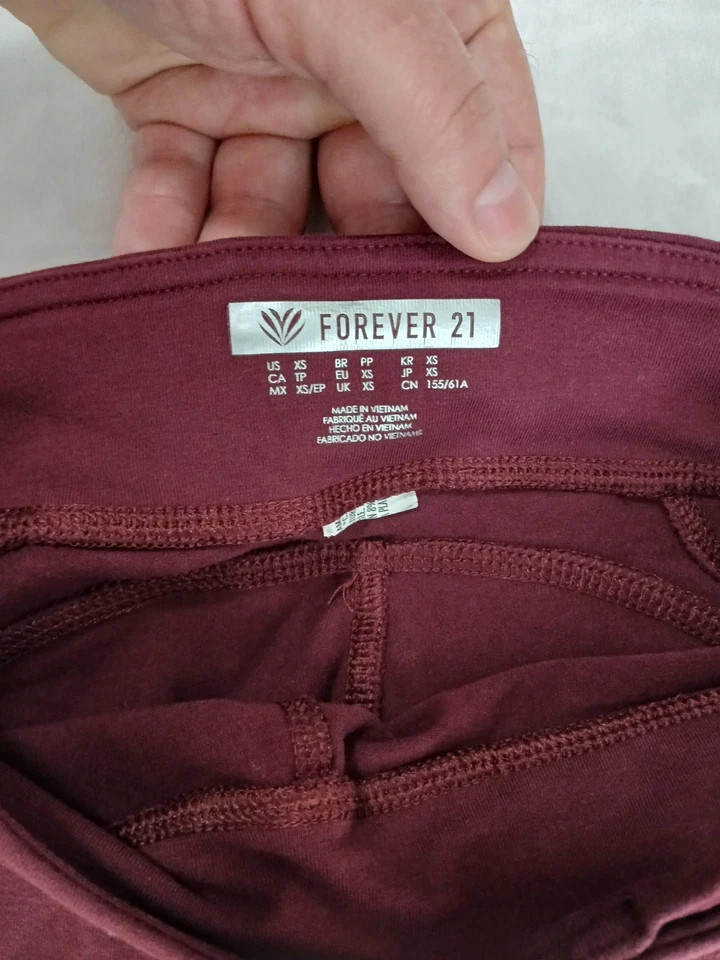 FOREVER 21
US XS BR PP KR XS
CA TP EU XS JP XS
MX XS/EP UK XS CN 155/61A
MADE IN VIETNAM
FABRIQUÉ AU VIETNAM
HECHO EN VIETNAM
FABRICADO NO VIETNAME